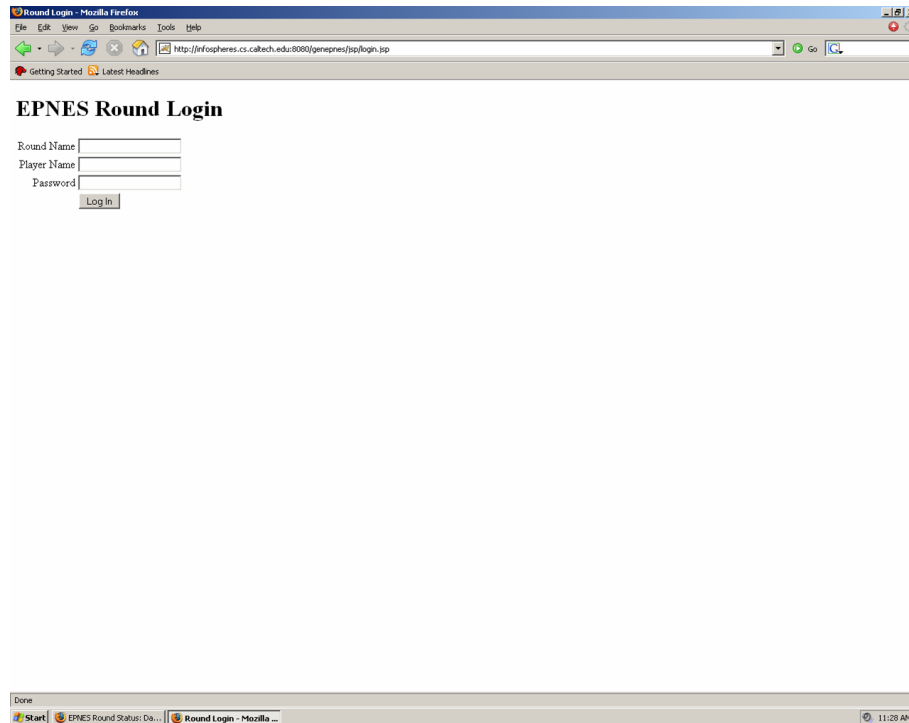 Round Login - Mozilla Firefox
File Edit View Go Bookmarks Tools Help
http://infospheres.cs.caltech.edu:8080/genepnes/jsp/login.jsp Go
Getting Started Latest Headlines
EPNES Round Login
Round Name
Player Name
Password
Log In
Done
Start EPNES Round Status: Da... Round Login - Mozilla ... 11:28 AM